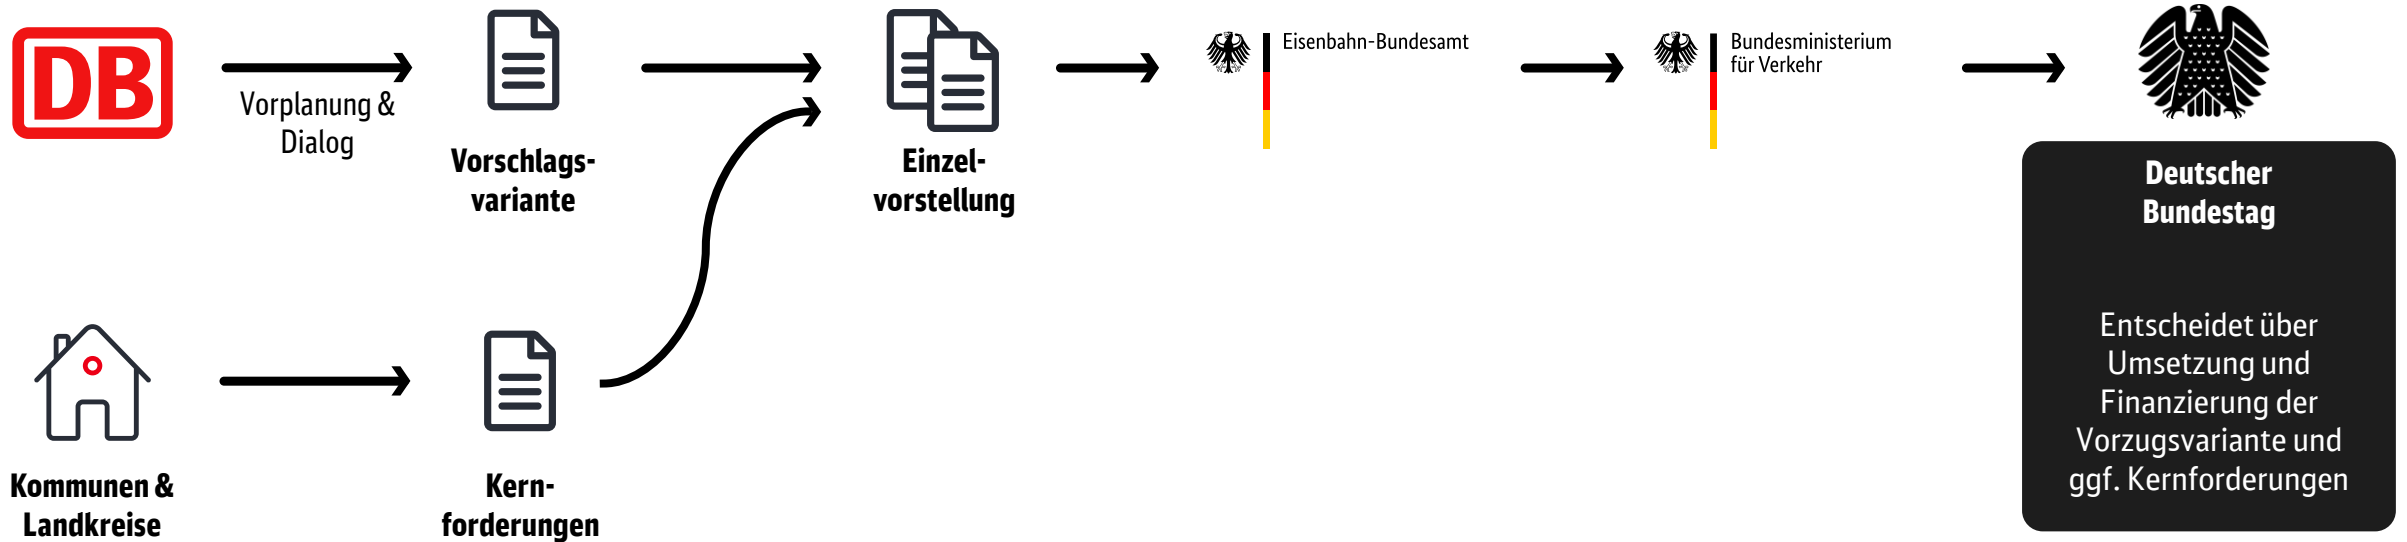 DB
Vorplanung &
Dialog
Vorschlags-
variante
Einzel-
vorstellung
Eisenbahn-Bundesamt
Bundesministerium
für Verkehr
Deutscher
Bundestag
Entscheidet über
Umsetzung und
Finanzierung der
Vorzugsvariante und
ggf. Kernforderungen
Kommunen &
Landkreise
Kern-
forderungen